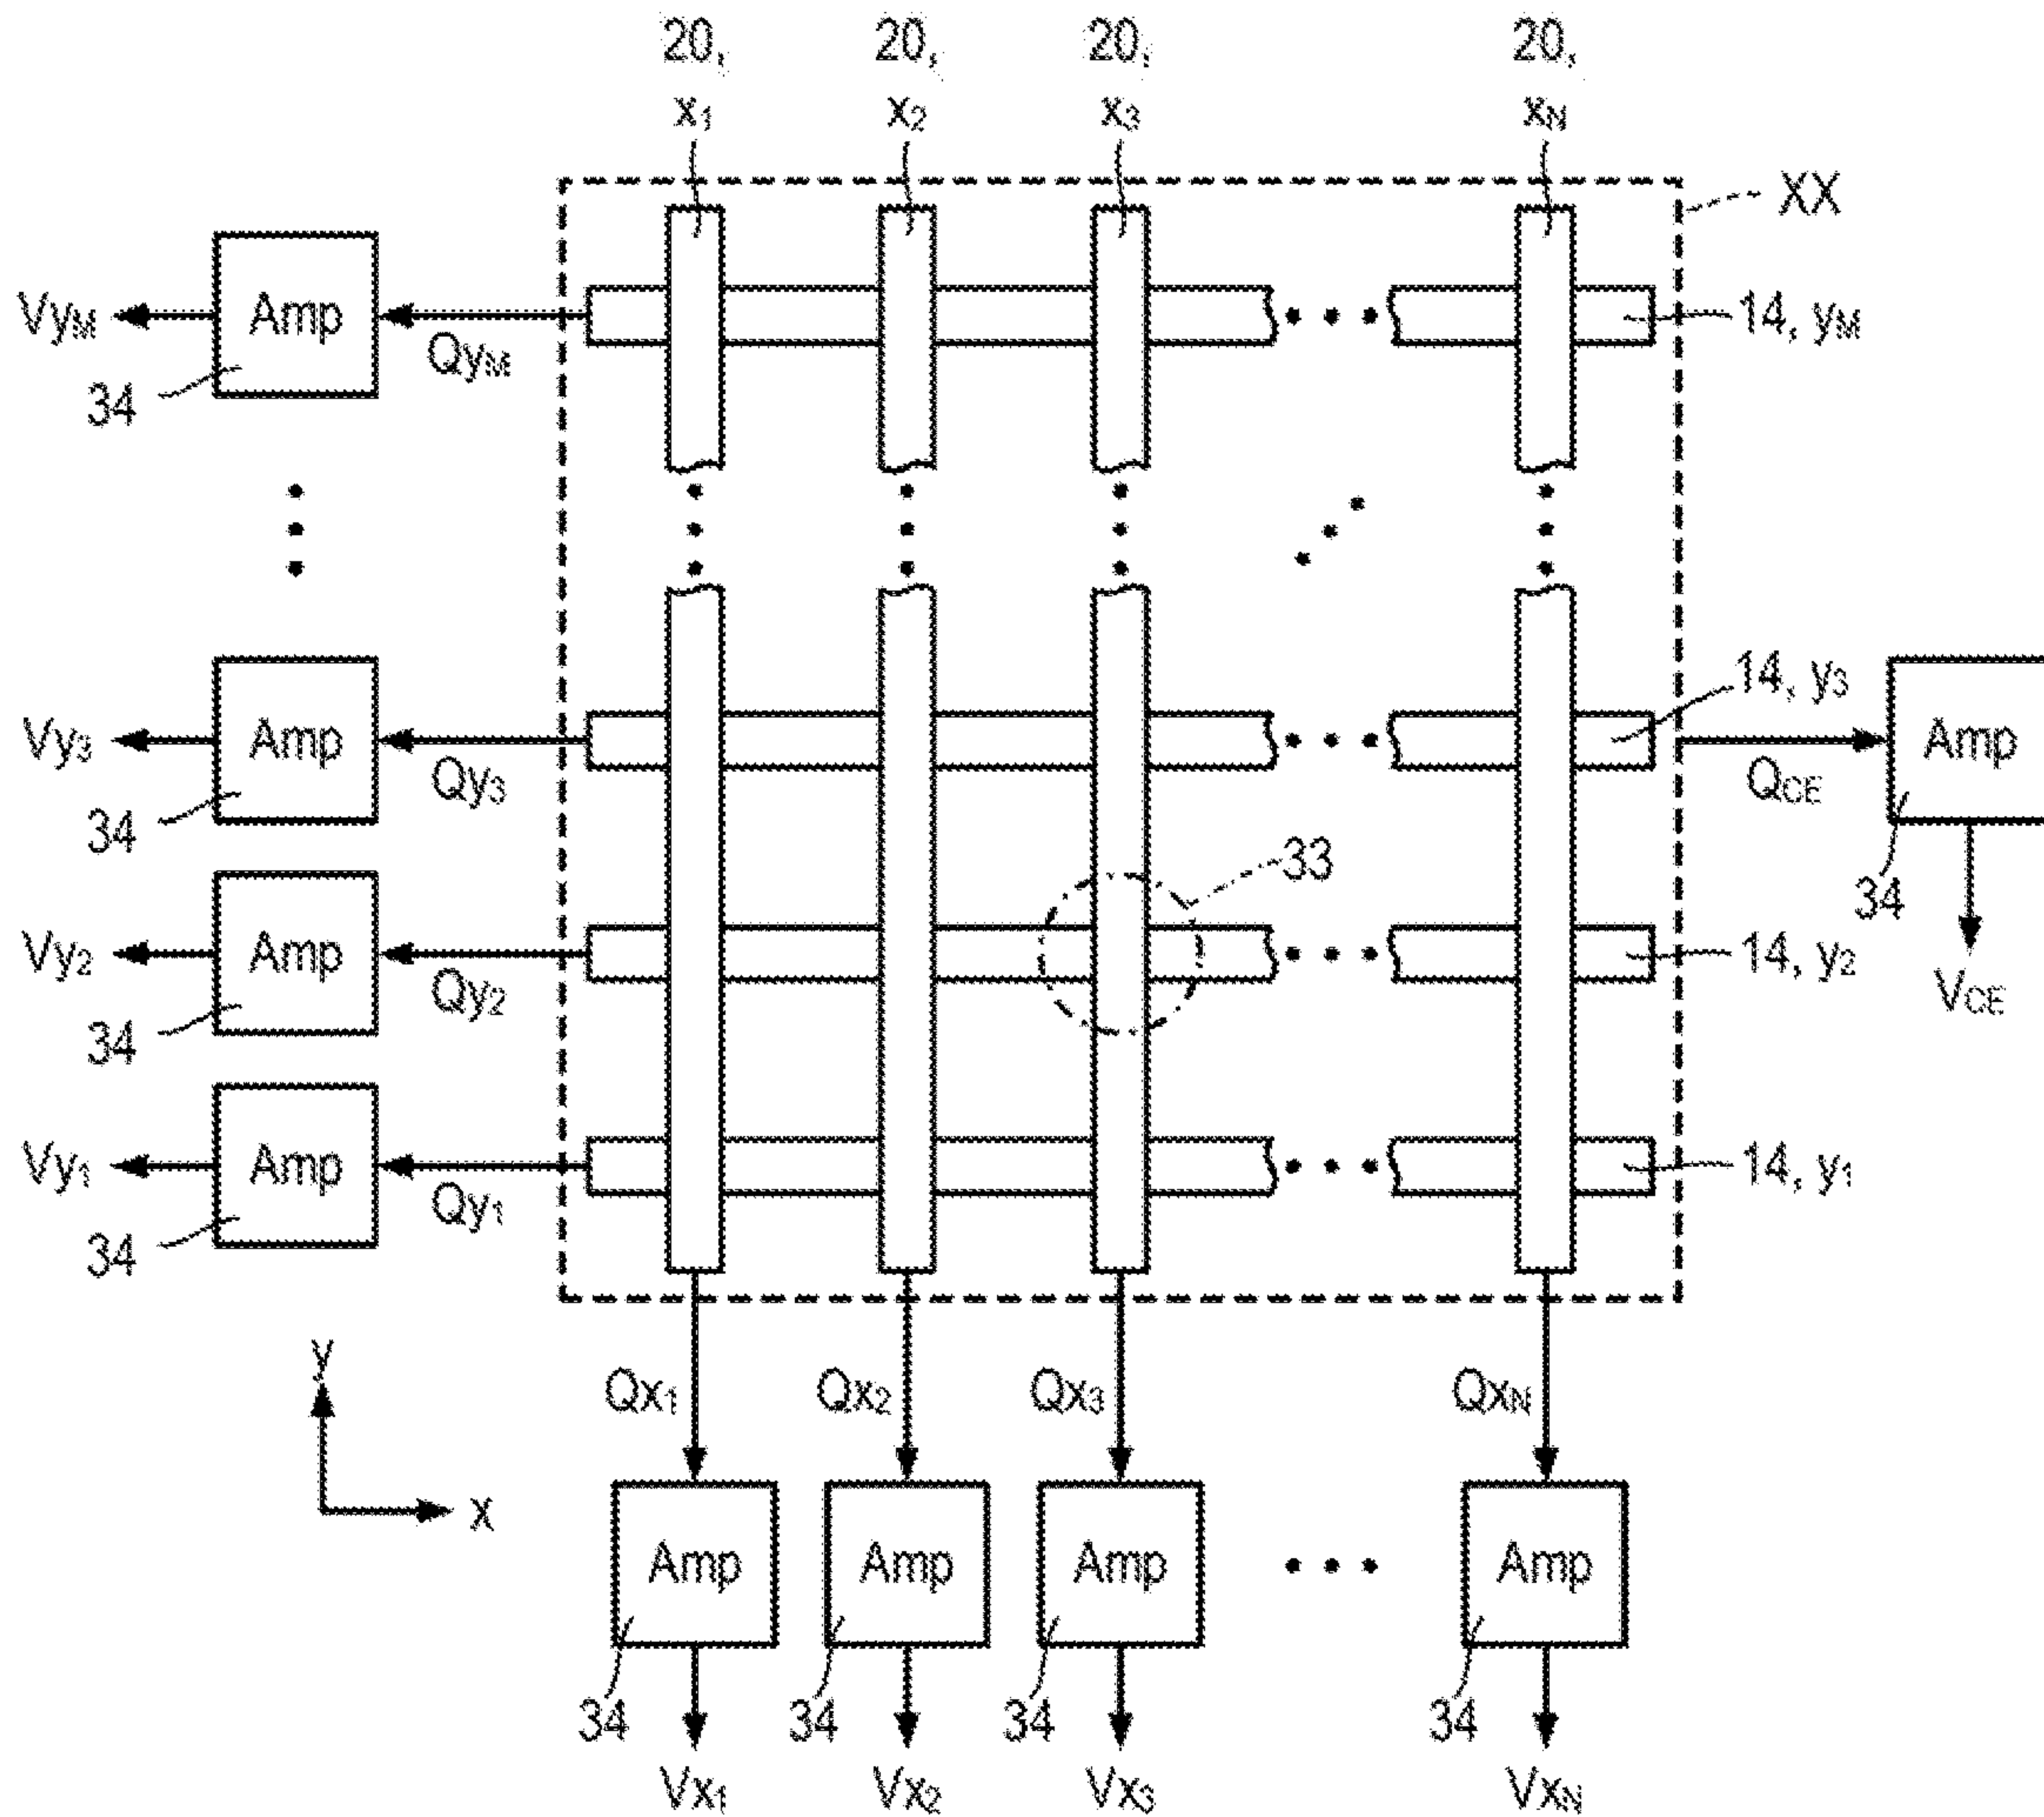 20, 20, 20, 20,
x1 x2 x3 xN
XX
Amp
VyM QyM 14, yM
34
14, y3
Vy3 Amp Qy3 QCE Amp
34 33 34
Vy2 Amp Qy2 14, y2
34 VCE
Vy1 Amp Qy1 14, y1
34
y
Qx1 Qx2 Qx3 QxN
x
Amp Amp Amp Amp
34 34 34 34
Vx1 Vx2 Vx3 VxN